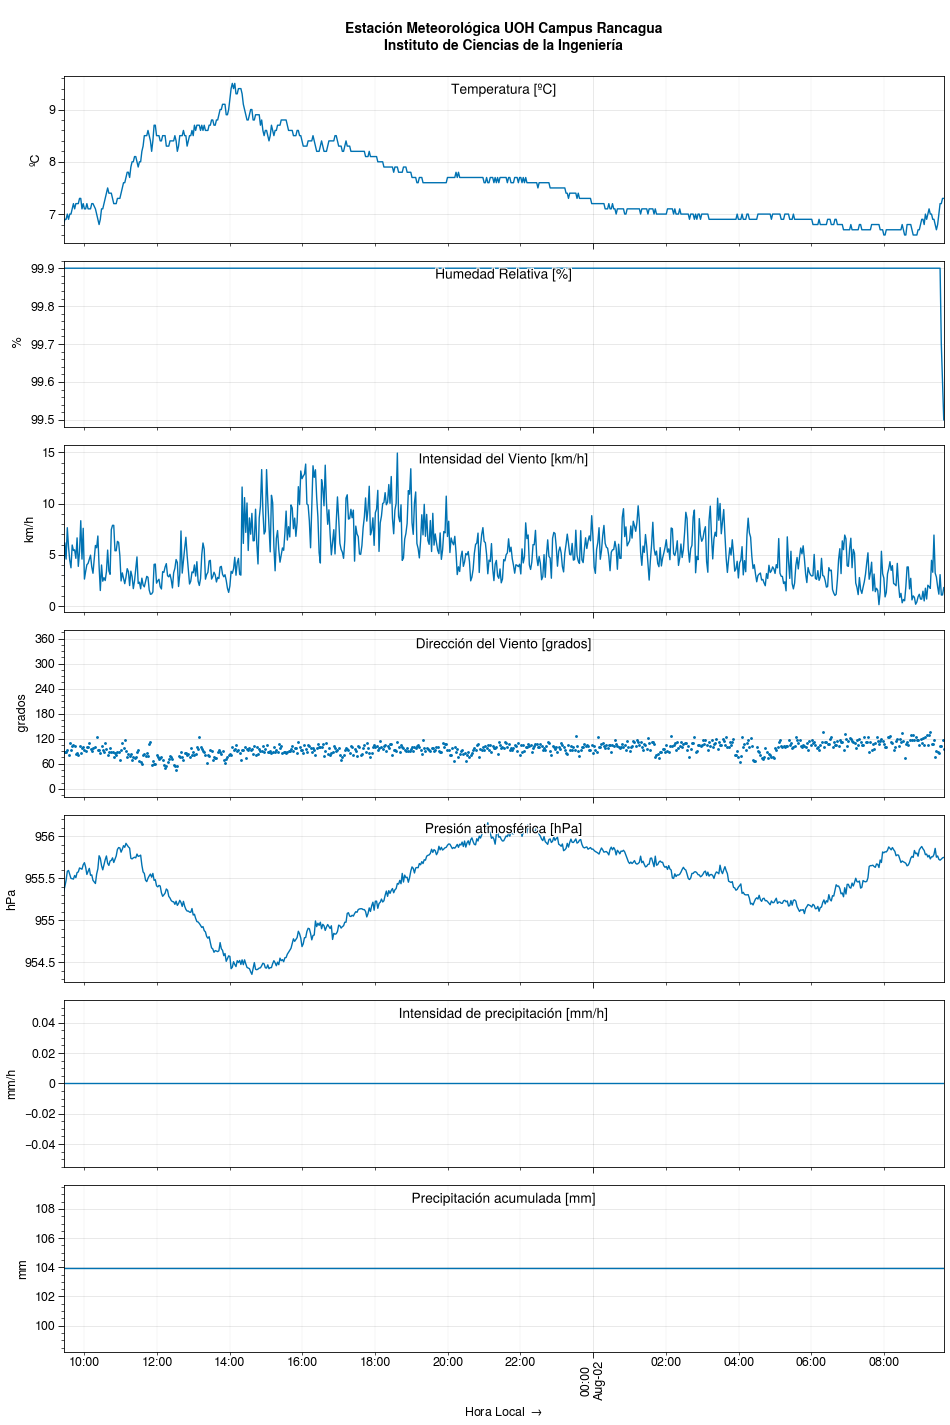 Estación Meteorológica UOH Campus Rancagua
Instituto de Ciencias de la Ingeniería
Temperatura [ºC]
ºC
9
8
7
Humedad Relativa [%]
%
99.9
99.8
99.7
99.6
99.5
Intensidad del Viento [km/h]
km/h
15
10
5
0
Dirección del Viento [grados]
grados
360
300
240
180
120
60
0
Presión atmosférica [hPa]
hPa
956
955.5
955
954.5
Intensidad de precipitación [mm/h]
mm/h
0.04
0.02
0
−0.02
−0.04
Precipitación acumulada [mm]
mm
108
106
104
102
100
10:00 12:00 14:00 16:00 18:00 20:00 22:00 00:00 02:00 04:00 06:00 08:00
Aug-02
Hora Local →